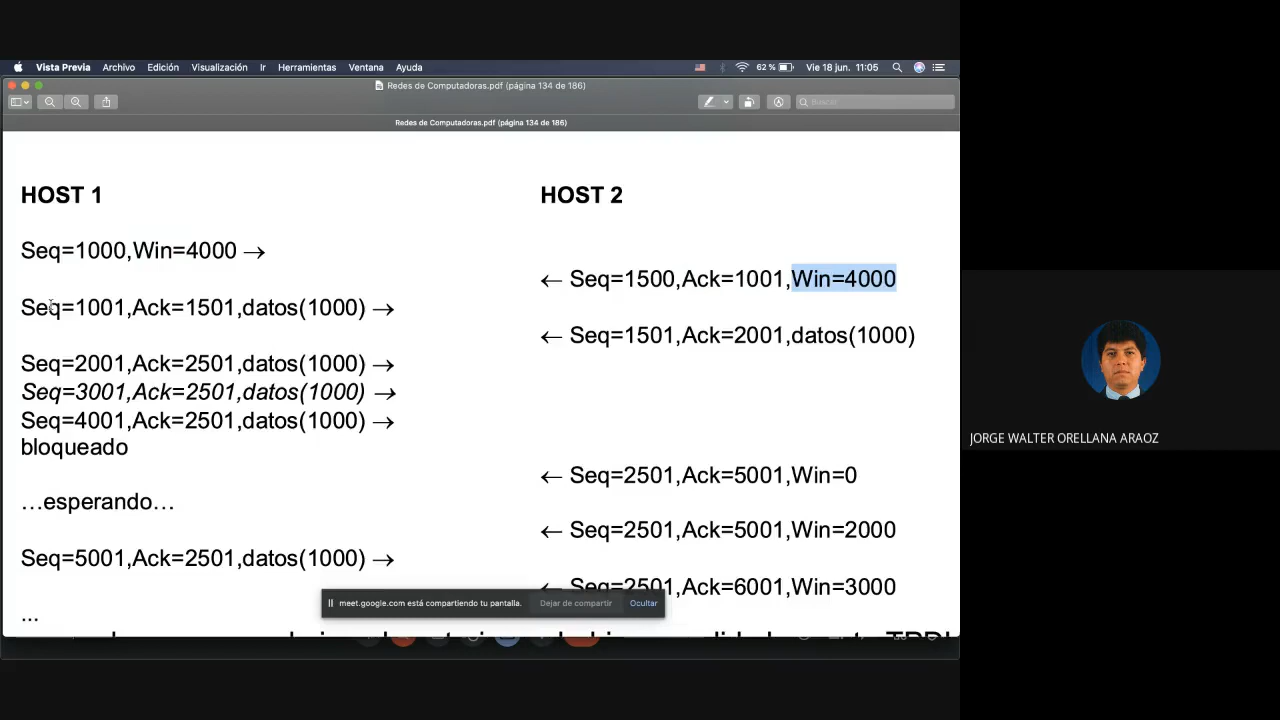 Vista Previa Archivo Edición Visualización Ir Herramientas Ventana Ayuda 62 % Vie 18 jun. 11:05
Redes de Computadoras.pdf (página 134 de 186)
Buscar
Redes de Computadoras.pdf (página 134 de 186)
HOST 1 HOST 2
Seq=1000,Win=4000 →
← Seq=1500,Ack=1001,Win=4000
Seq=1001,Ack=1501,datos(1000) →
← Seq=1501,Ack=2001,datos(1000)
Seq=2001,Ack=2501,datos(1000) →
Seq=3001,Ack=2501,datos(1000) →
Seq=4001,Ack=2501,datos(1000) →
bloqueado
← Seq=2501,Ack=5001,Win=0
…esperando…
← Seq=2501,Ack=5001,Win=2000
Seq=5001,Ack=2501,datos(1000) →
← Seq=2501,Ack=6001,Win=3000
meet.google.com está compartiendo tu pantalla. Dejar de compartir Ocultar
...
JORGE WALTER ORELLANA ARAOZ